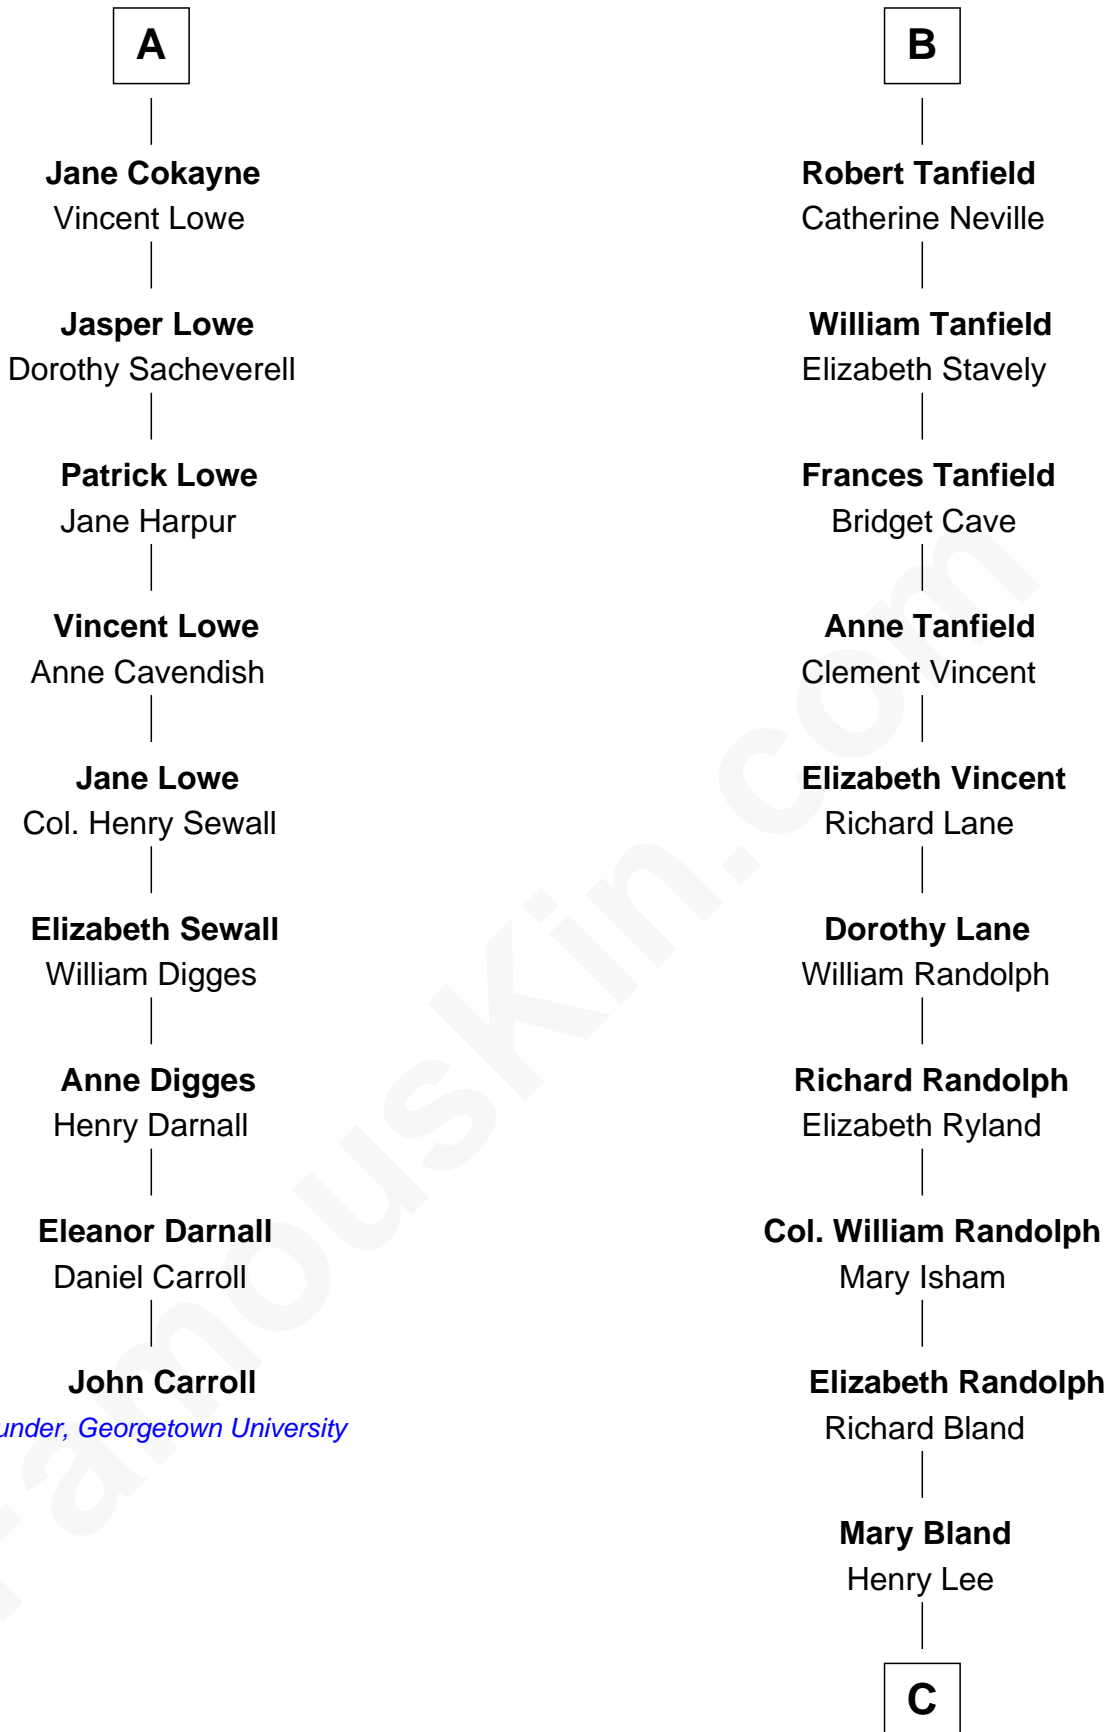 A
Jane Cokayne
Vincent Lowe
Jasper Lowe
Dorothy Sacheverell
Patrick Lowe
Jane Harpur
Vincent Lowe
Anne Cavendish
Jane Lowe
Col. Henry Sewall
Elizabeth Sewall
William Digges
Anne Digges
Henry Darnall
Eleanor Darnall
Daniel Carroll
John Carroll
under, Georgetown University
B
Robert Tanfield
Catherine Neville
William Tanfield
Elizabeth Stavely
Frances Tanfield
Bridget Cave
Anne Tanfield
Clement Vincent
Elizabeth Vincent
Richard Lane
Dorothy Lane
William Randolph
Richard Randolph
Elizabeth Ryland
Col. William Randolph
Mary Isham
Elizabeth Randolph
Richard Bland
Mary Bland
Henry Lee
C
FamousKin.com